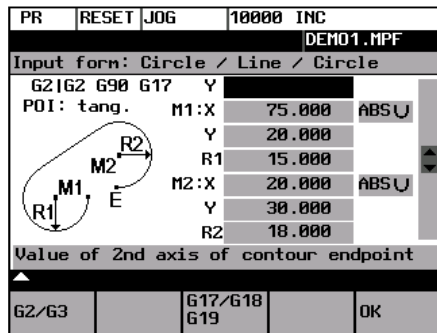 PR RESET JOG 10000 INC
DEMO1.MPF
Input form: Circle / Line / Circle
G2|G2 G90 G17 Y
POI: tang. M1:X 75.000 ABS U
Y 20.000
R1 15.000
M2:X 20.000 ABS U
Y 30.000
R2 18.000
R2
M2
M1
E
R1
Value of 2nd axis of contour endpoint
G2/G3 G17/G18 G19 OK